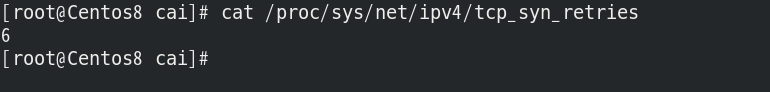 [root@Centos8 cai]# cat /proc/sys/net/ipv4/tcp_syn_retries
6
[root@Centos8 cai]#